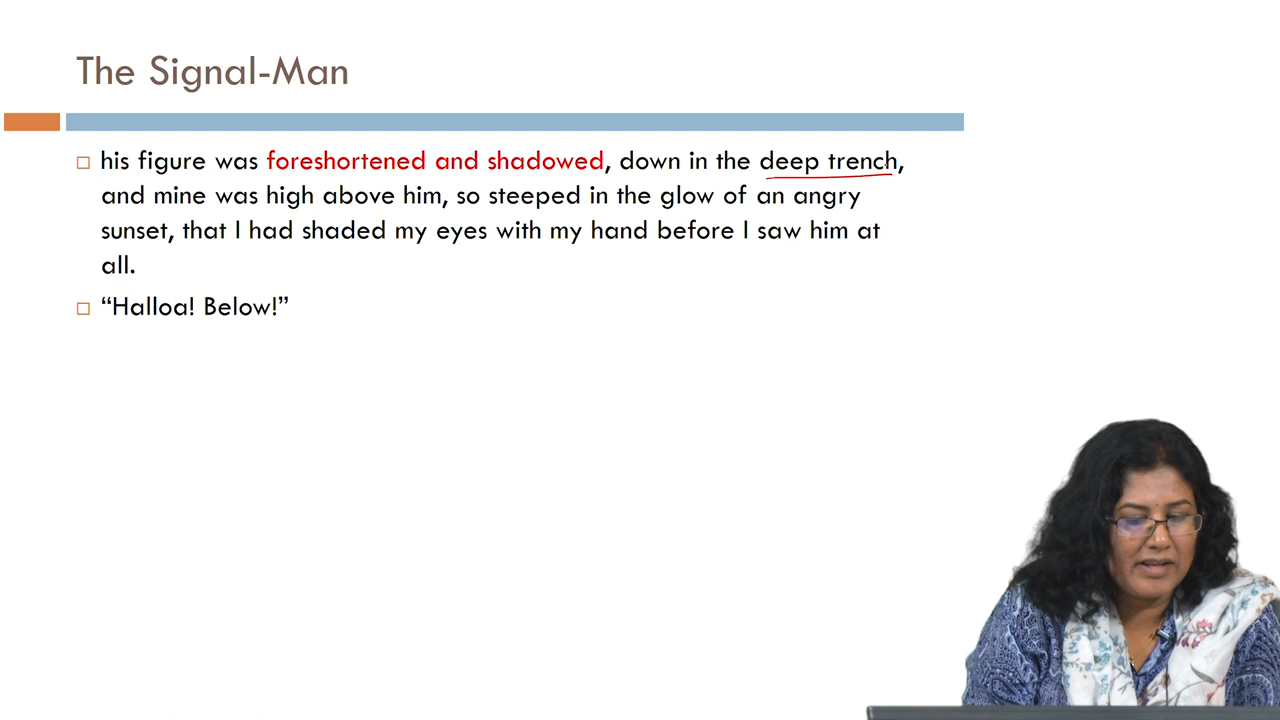 The Signal-Man
his figure was foreshortened and shadowed, down in the deep trench,
and mine was high above him, so steeped in the glow of an angry
sunset, that I had shaded my eyes with my hand before I saw him at
all.
“Halloa! Below!”